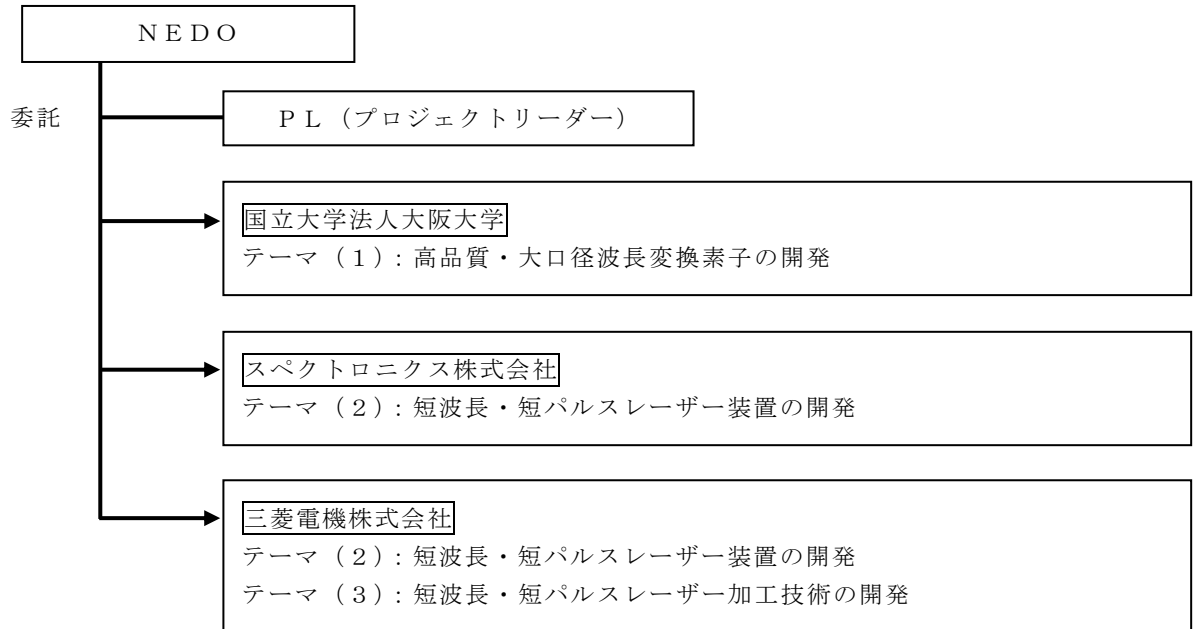 ＮＥＤＯ
委託
ＰＬ（プロジェクトリーダー）
国立大学法人大阪大学
テーマ（１）：高品質・大口径波長変換素子の開発
スペクトロニクス株式会社
テーマ（２）：短波長・短パルスレーザー装置の開発
三菱電機株式会社
テーマ（２）：短波長・短パルスレーザー装置の開発
テーマ（３）：短波長・短パルスレーザー加工技術の開発